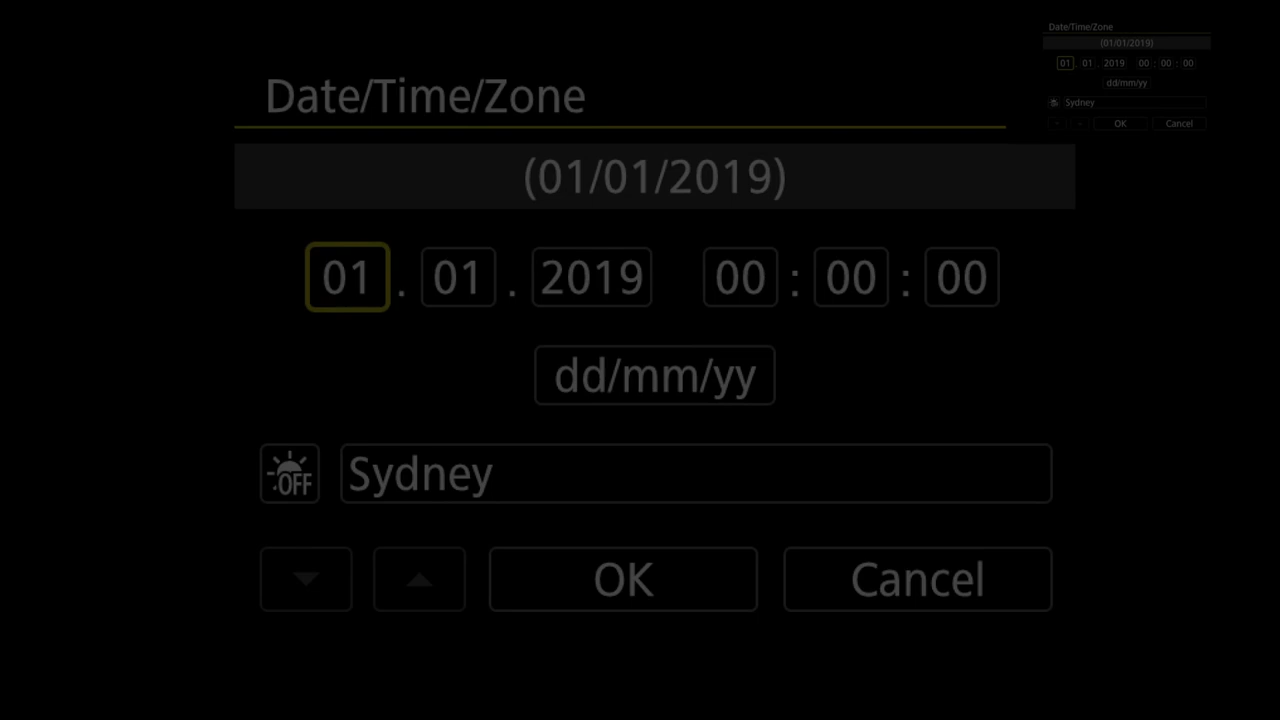 Date/Time/Zone
(01/01/2019)
01 . 01 . 2019 00 : 00 : 00
dd/mm/yy
OFF Sydney
OK Cancel
Date/Time/Zone
(01/01/2019)
01 . 01 . 2019 00 : 00 : 00
dd/mm/yy
Sydney
OK Cancel